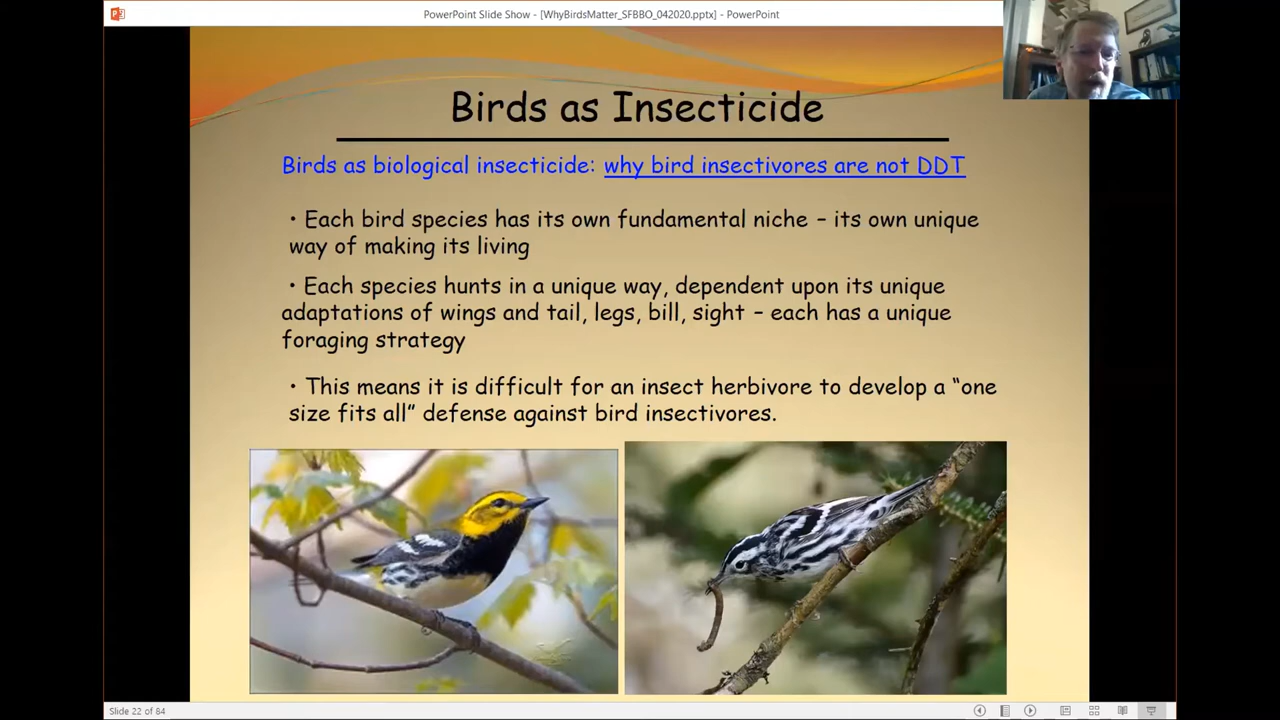 PowerPoint Slide Show - [WhyBirdsMatter_SFBBO_042020.pptx] - PowerPoint
Birds as Insecticide
Birds as biological insecticide: why bird insectivores are not DDT
• Each bird species has its own fundamental niche – its own unique
way of making its living
• Each species hunts in a unique way, dependent upon its unique
adaptations of wings and tail, legs, bill, sight – each has a unique
foraging strategy
• This means it is difficult for an insect herbivore to develop a “one
size fits all” defense against bird insectivores.
Slide 22 of 84